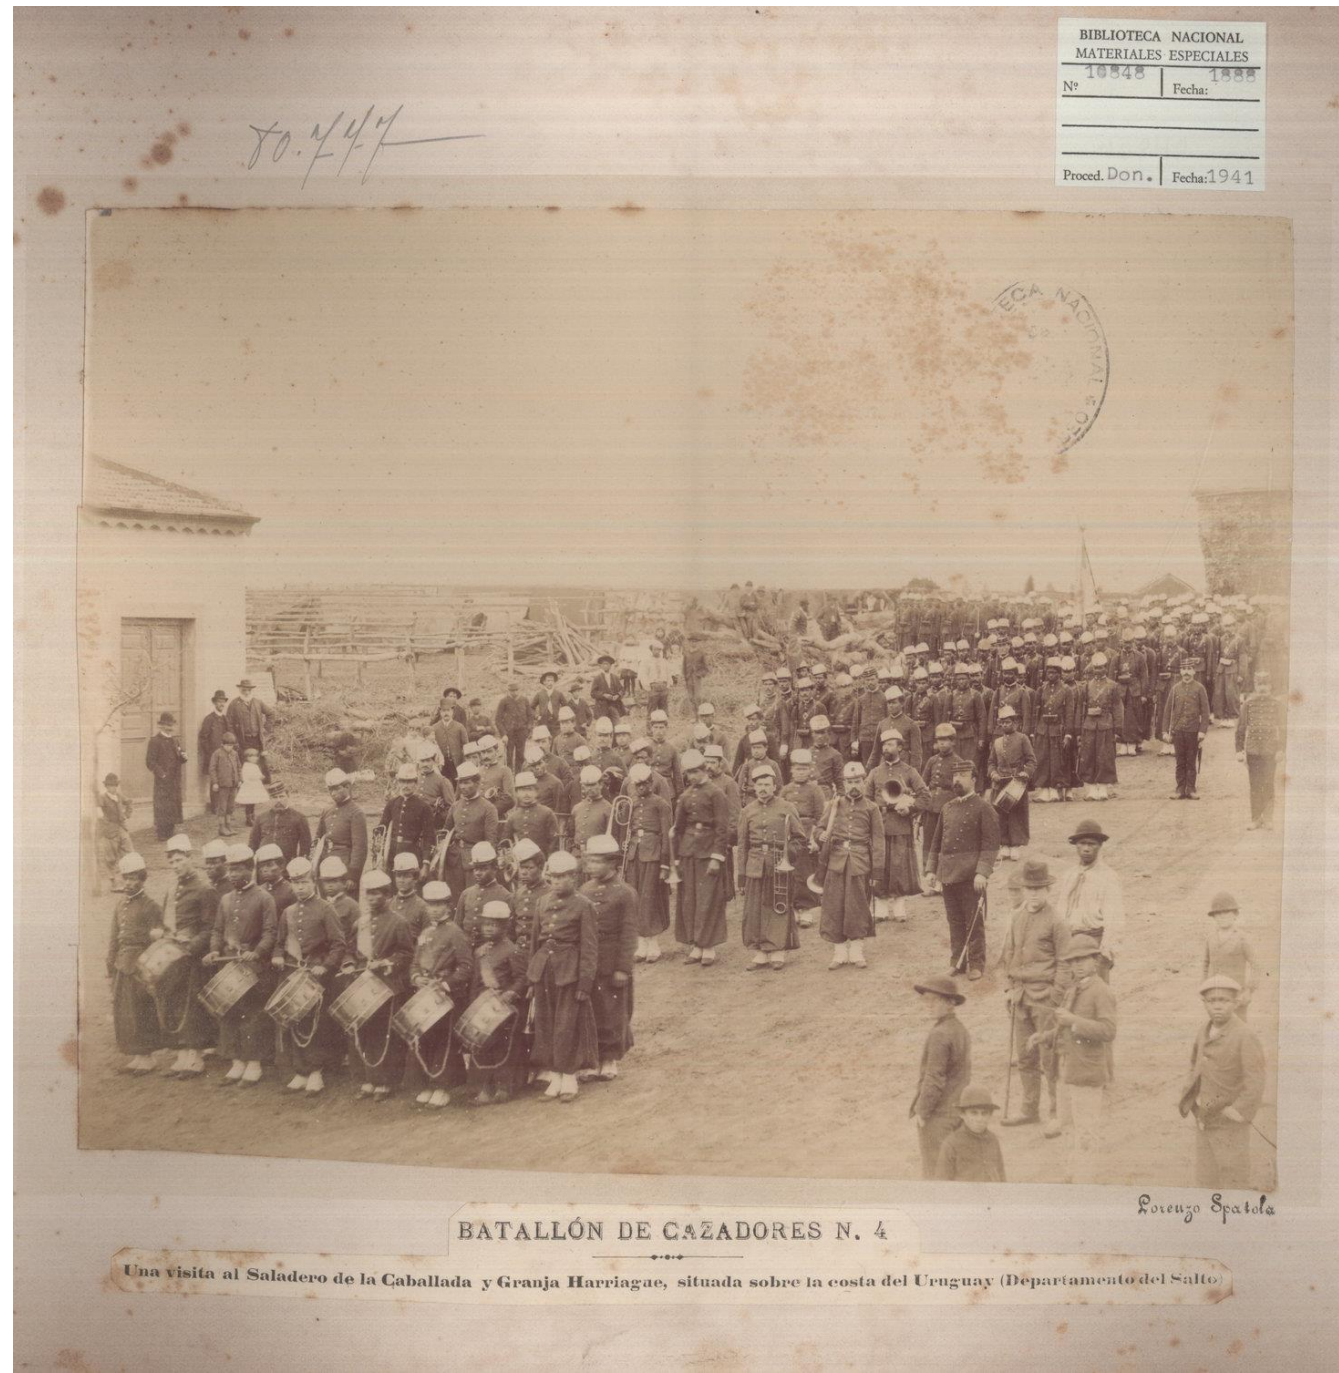 BIBLIOTECA NACIONAL
MATERIALES ESPECIALES
Nº 10848 Fecha: 1888
Proced. Don. Fecha: 1941
80.747
ECA NACIONAL
BATALLÓN DE CAZADORES N. 4
Lorenzo Spatola
Una visita al Saladero de la Caballada y Granja Harriague, situada sobre la costa del Uruguay (Departamento del Salto)